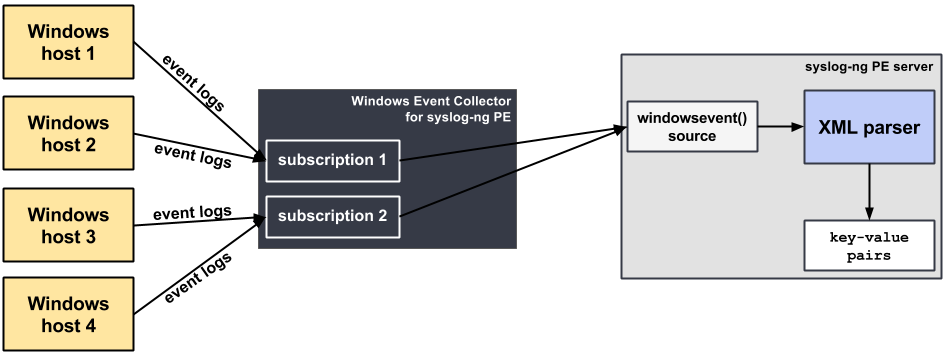 Windows
host 1
Windows
host 2
Windows
host 3
Windows
host 4
event logs
event logs
event logs
event logs
Windows Event Collector
for syslog-ng PE
subscription 1
subscription 2
syslog-ng PE server
windowsevent()
source
XML parser
key-value
pairs